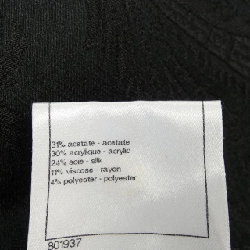 31% acetate - acetate
30% acrylique - acrylic
24% soie - silk
11% viscose - rayon
4% polyester - polyester
801937